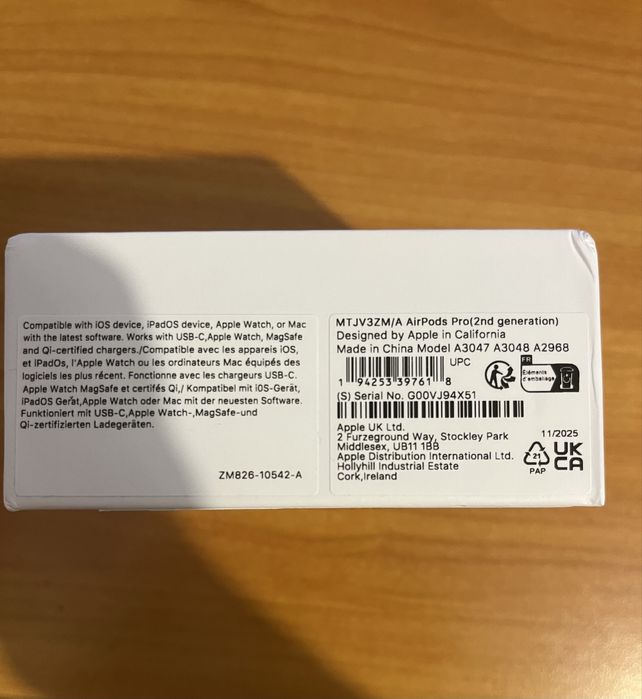 Compatible with iOS device, iPadOS device, Apple Watch, or Mac
with the latest software. Works with USB-C,Apple Watch, MagSafe
and Qi-certified chargers./Compatible avec les appareils iOS,
et iPadOs, l'Apple Watch ou les ordinateurs Mac équipés des
logiciels les plus récent. Fonctionne avec les chargeurs USB-C.
Apple Watch MagSafe et certifés Qi,/ Kompatibel mit i0S-Gerät,
iPadOS Gerät,Apple Watch oder Mac mit der neuesten Software.
Funktioniert mit USB-C,Apple Watch-,MagSafe-und
Qi-zertifizierten Ladegeräten.
ZM826-10542-A
MTJV3ZM/A AirPods Pro(2nd generation)
Designed by Apple in California
Made in China Model A3047 A3048 A2968
UPC
1 94253 39761 8
FR
Éléments
d'emballage
(S) Serial No. G00VJ94X51
Apple UK Ltd.
2 Furzeground Way, Stockley Park
Middlesex, UB11 1BB
Apple Distribution International Ltd.
Hollyhill Industrial Estate
Cork,Ireland
11/2025
21
PAP
UK
CA